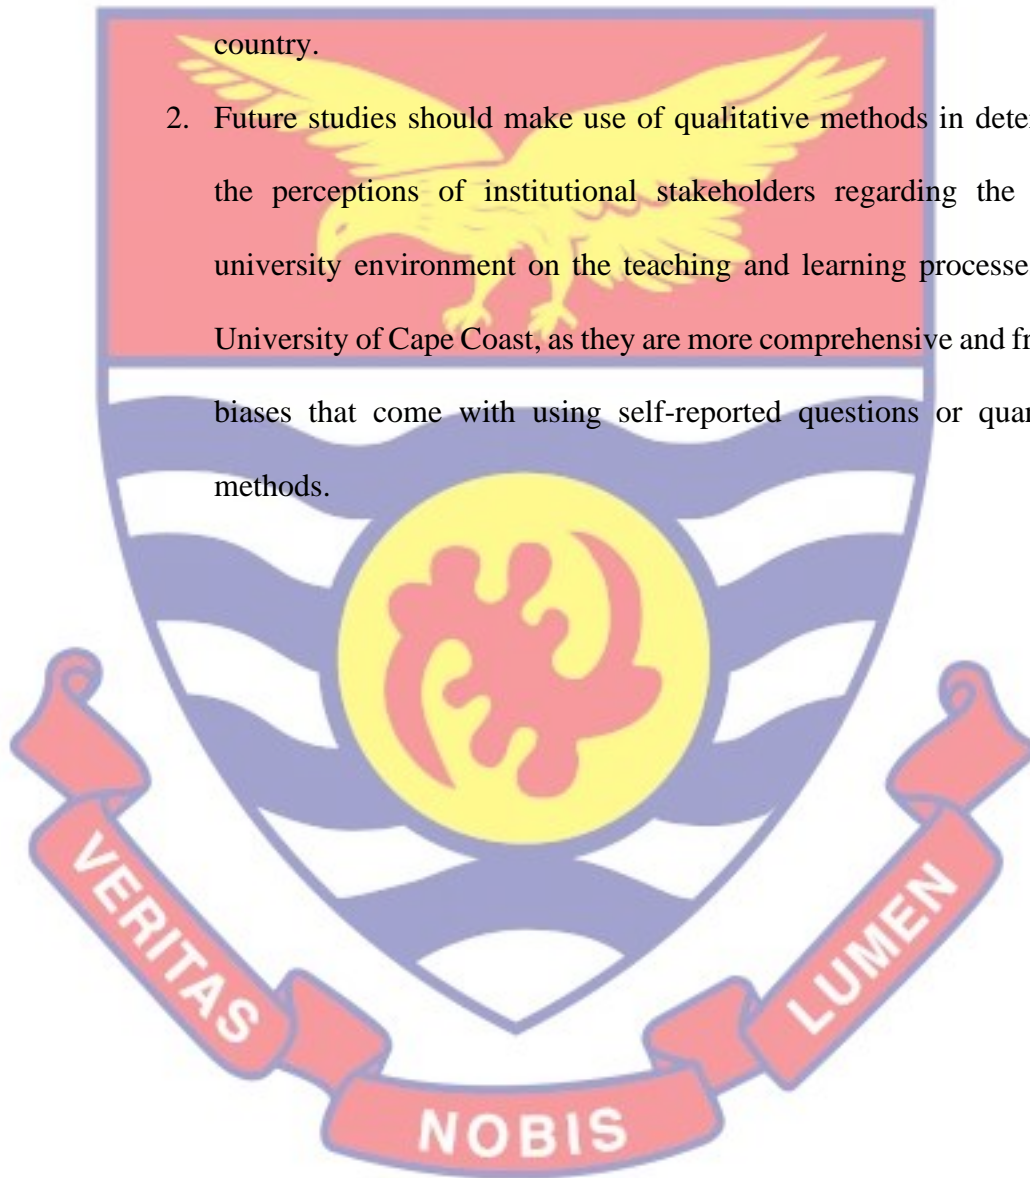 country.
2. Future studies should make use of qualitative methods in deter
the perceptions of institutional stakeholders regarding the
university environment on the teaching and learning processe
University of Cape Coast, as they are more comprehensive and fr
biases that come with using self-reported questions or quan
methods.
VERITAS
NOBIS
LUMEN